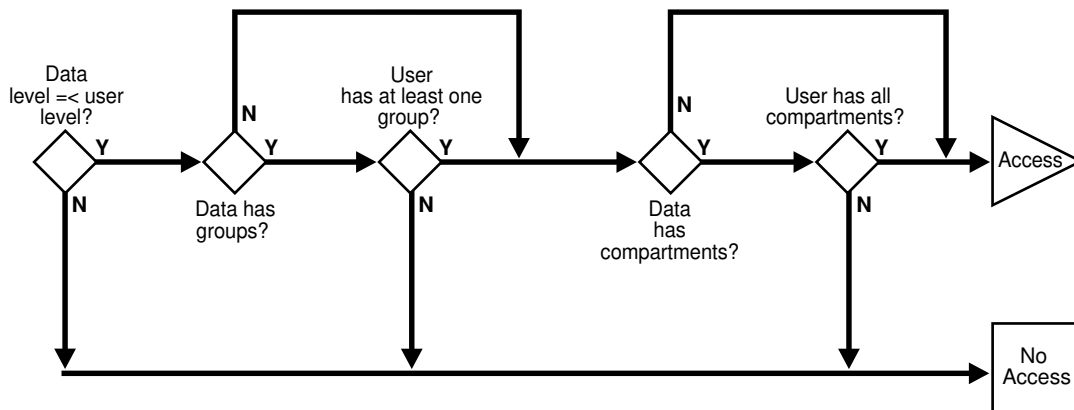 Data
level =< user
level?
Y
N
Data has
groups?
N
Y
User
has at least one
group?
Y
N
Data
has
compartments?
N
Y
User has all
compartments?
Y
N
Access
No
Access